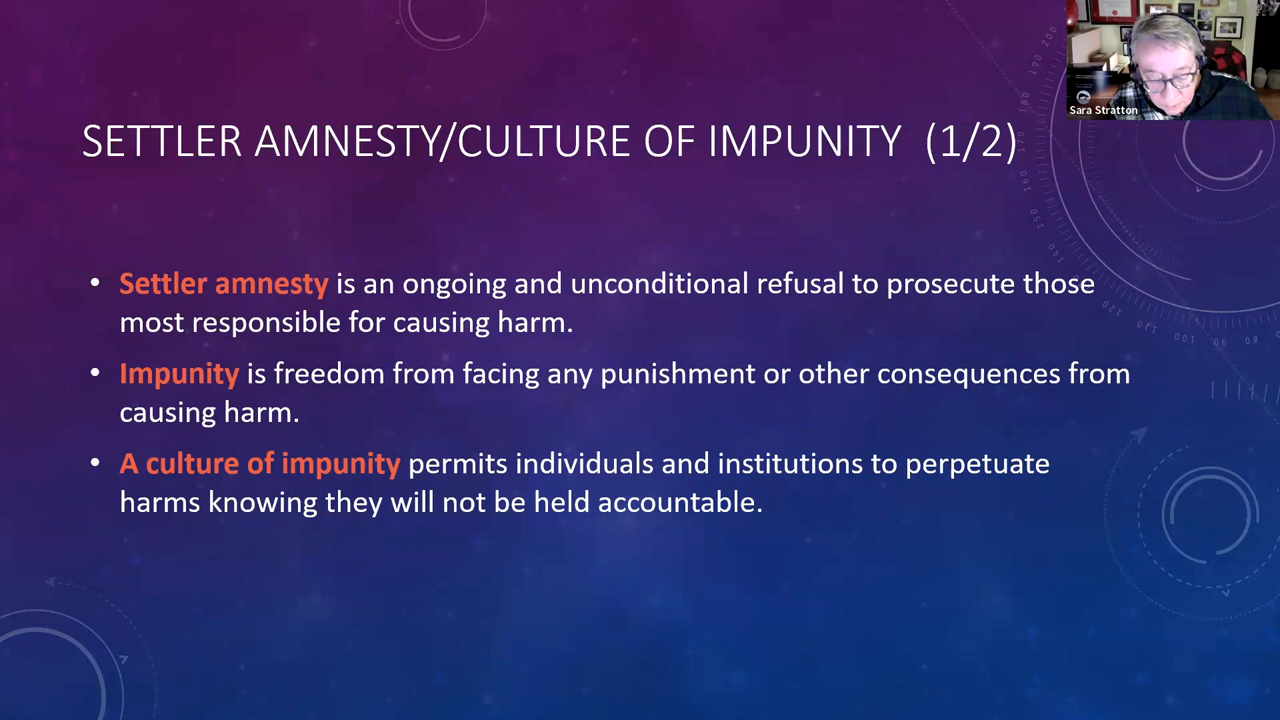 SETTLER AMNESTY/CULTURE OF IMPUNITY (1/2)
Sara Stratton
• Settler amnesty is an ongoing and unconditional refusal to prosecute those
most responsible for causing harm.
• Impunity is freedom from facing any punishment or other consequences from
causing harm.
• A culture of impunity permits individuals and institutions to perpetuate
harms knowing they will not be held accountable.